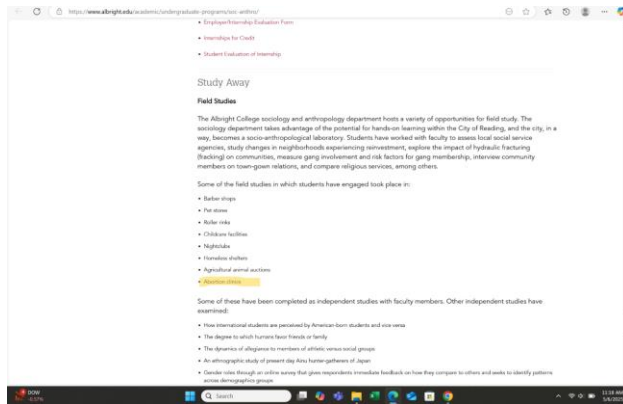 https://www.albright.edu/academic/undergraduate-programs/soc-anthro/
• Employer/Internship Evaluation Form
• Internships for Credit
• Student Evaluation of Internship
Study Away
Field Studies
The Albright College sociology and anthropology department hosts a variety of opportunities for field study. The
sociology department takes advantage of the potential for hands-on learning within the City of Reading, and the city, in a
way, becomes a socio-anthropological laboratory. Students have worked with faculty to assess local social service
agencies, study changes in neighborhoods experiencing reinvestment, explore the impact of hydraulic fracturing
(fracking) on communities, measure gang involvement and risk factors for gang membership, interview community
members on town-gown relations, and compare religious services, among others.
Some of the field studies in which students have engaged took place in:
• Barber shops
• Pet stores
• Roller rinks
• Childcare facilities
• Nightclubs
• Homeless shelters
• Agricultural animal auctions
• Abortion clinics
Some of these have been completed as independent studies with faculty members. Other independent studies have
examined:
• How international students are perceived by American-born students and vice versa
• The degree to which humans favor friends or family
• The dynamics of allegiance to members of athletic versus social groups
• An ethnographic study of present day Ainu hunter-gatherers of Japan
• Gender roles through an online survey that gives respondents immediate feedback on how they compare to others and seeks to identify patterns
across demographics groups
DOW
-0.57%
Search
11:18 AM